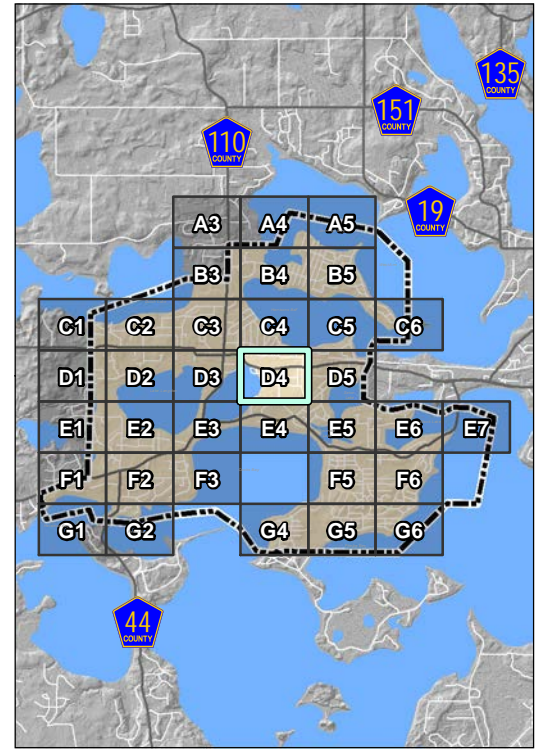 135
COUNTY
151
COUNTY
110
COUNTY
19
COUNTY
A3 A4 A5
B3 B4 B5
C1 C2 C3 C4 C5 C6
D1 D2 D3 D4 D5
E1 E2 E3 E4 E5 E6 E7
F1 F2 F3 F5 F6
G1 G2 G4 G5 G6
44
COUNTY